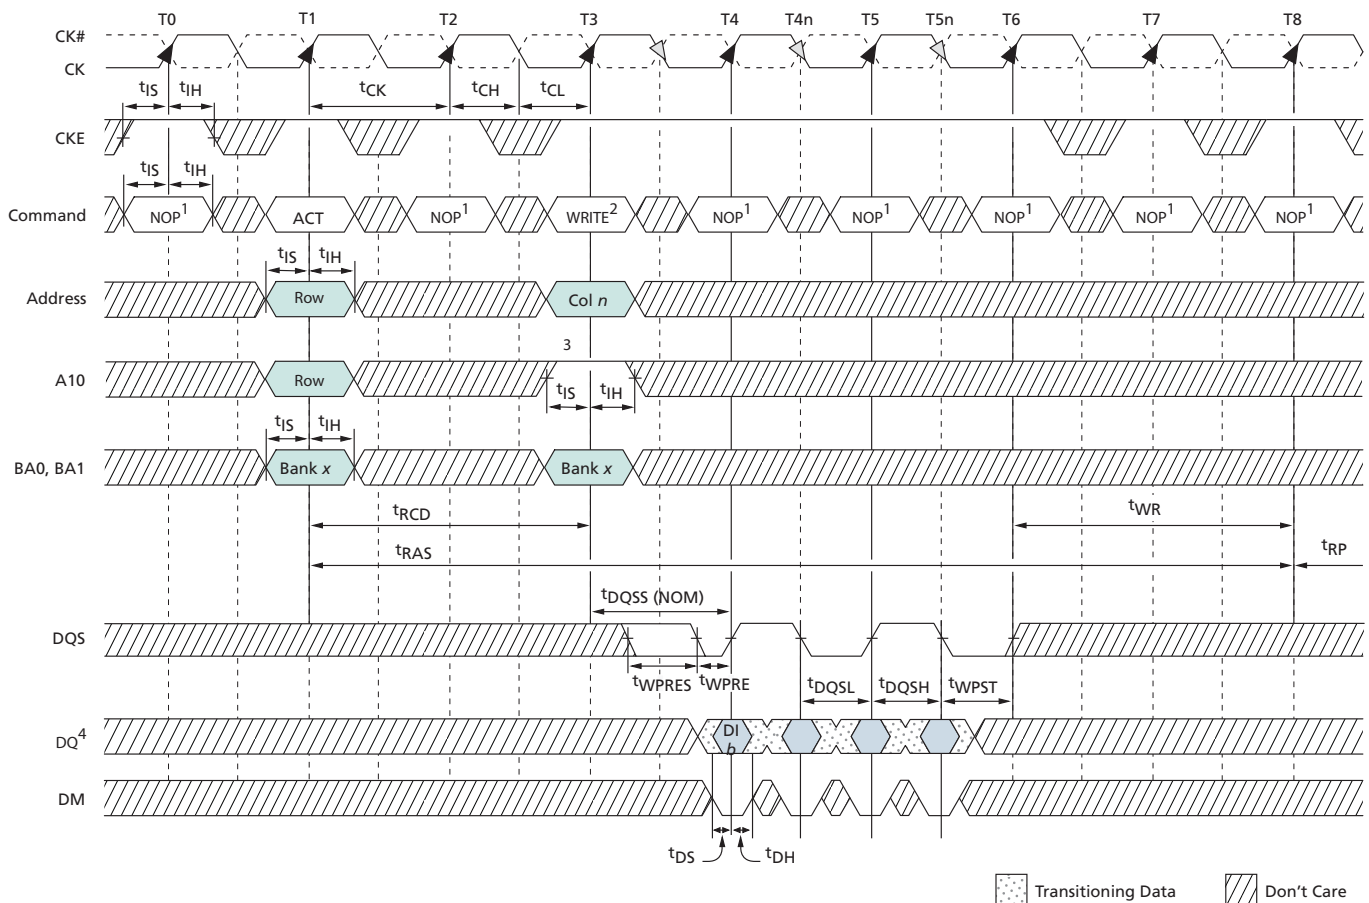 T0 T1 T2 T3 T4 T4n T5 T5n T6 T7 T8
CK#
CK
tIS tIH tCK tCH tCL
CKE
tIS tIH
Command NOP1 ACT NOP1 WRITE2 NOP1 NOP1 NOP1 NOP1 NOP1
tIS tIH
Address Row Col n
3
A10 Row
tIS tIH
tIS tIH
BA0, BA1 Bank x Bank x
tRCD tWR
tRAS tRP
tDQSS (NOM)
DQS
tWPRES tWPRE tDQSL tDQSH tWPST
DQ4 DI
b
DM
tDS tDH
Transitioning Data Don't Care